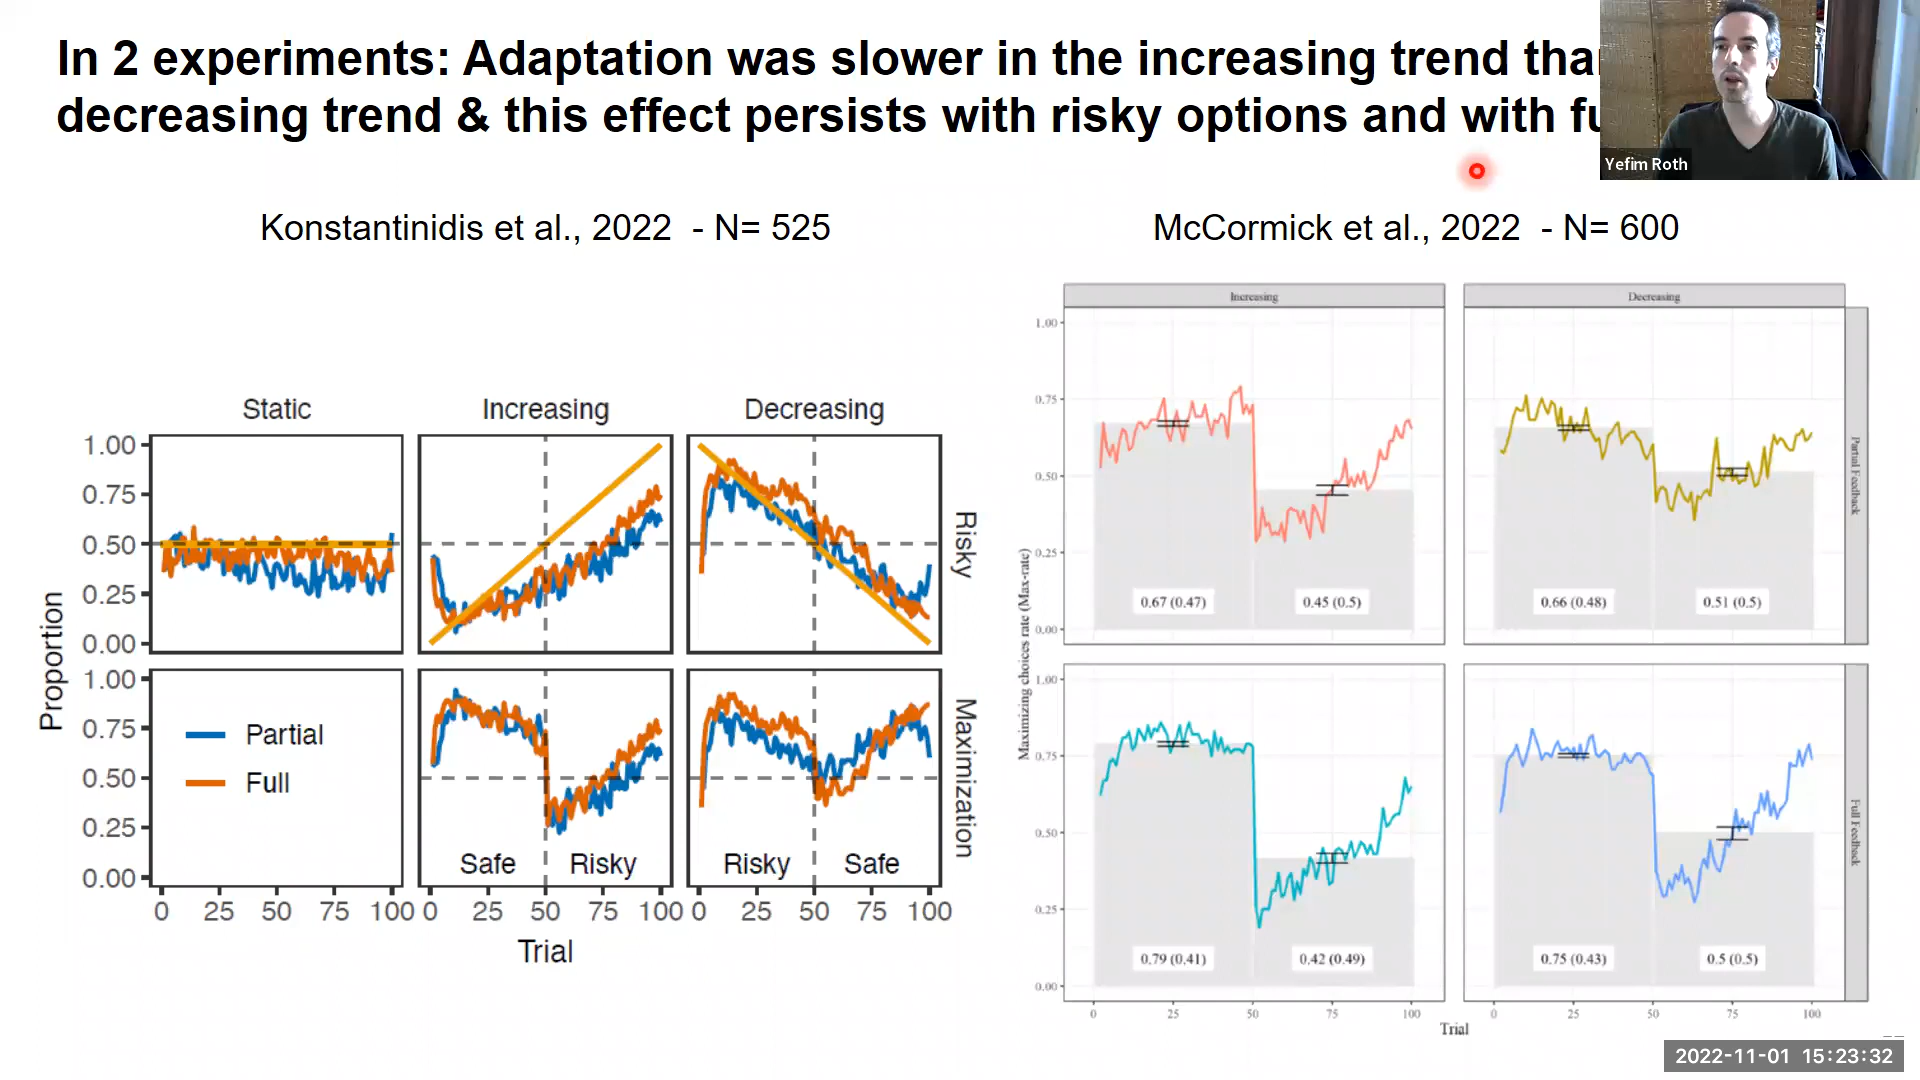 In 2 experiments: Adaptation was slower in the increasing trend than
decreasing trend & this effect persists with risky options and with fu
Yefim Roth
Konstantinidis et al., 2022 - N= 525
McCormick et al., 2022 - N= 600
Static
Increasing
Decreasing
1.00
0.75
0.50
0.25
0.00
Risky
1.00
0.75
0.50
0.25
0.00
Partial
Full
Safe
Risky
Risky
Safe
Maximization
Proportion
0 25 50 75 100
0 25 50 75 100
0 25 50 75 100
Trial
Increasing
Decreasing
1.00
0.75
0.50
0.25
0.00
0.67 (0.47)
0.45 (0.5)
0.66 (0.48)
0.51 (0.5)
Partial Feedback
Maximizing choices rate (Max-rate)
1.00
0.75
0.50
0.25
0.00
0.79 (0.41)
0.42 (0.49)
0.75 (0.43)
0.5 (0.5)
Full Feedback
0 25 50 75 100
0 25 50 75 100
Trial
2022-11-01 15:23:32